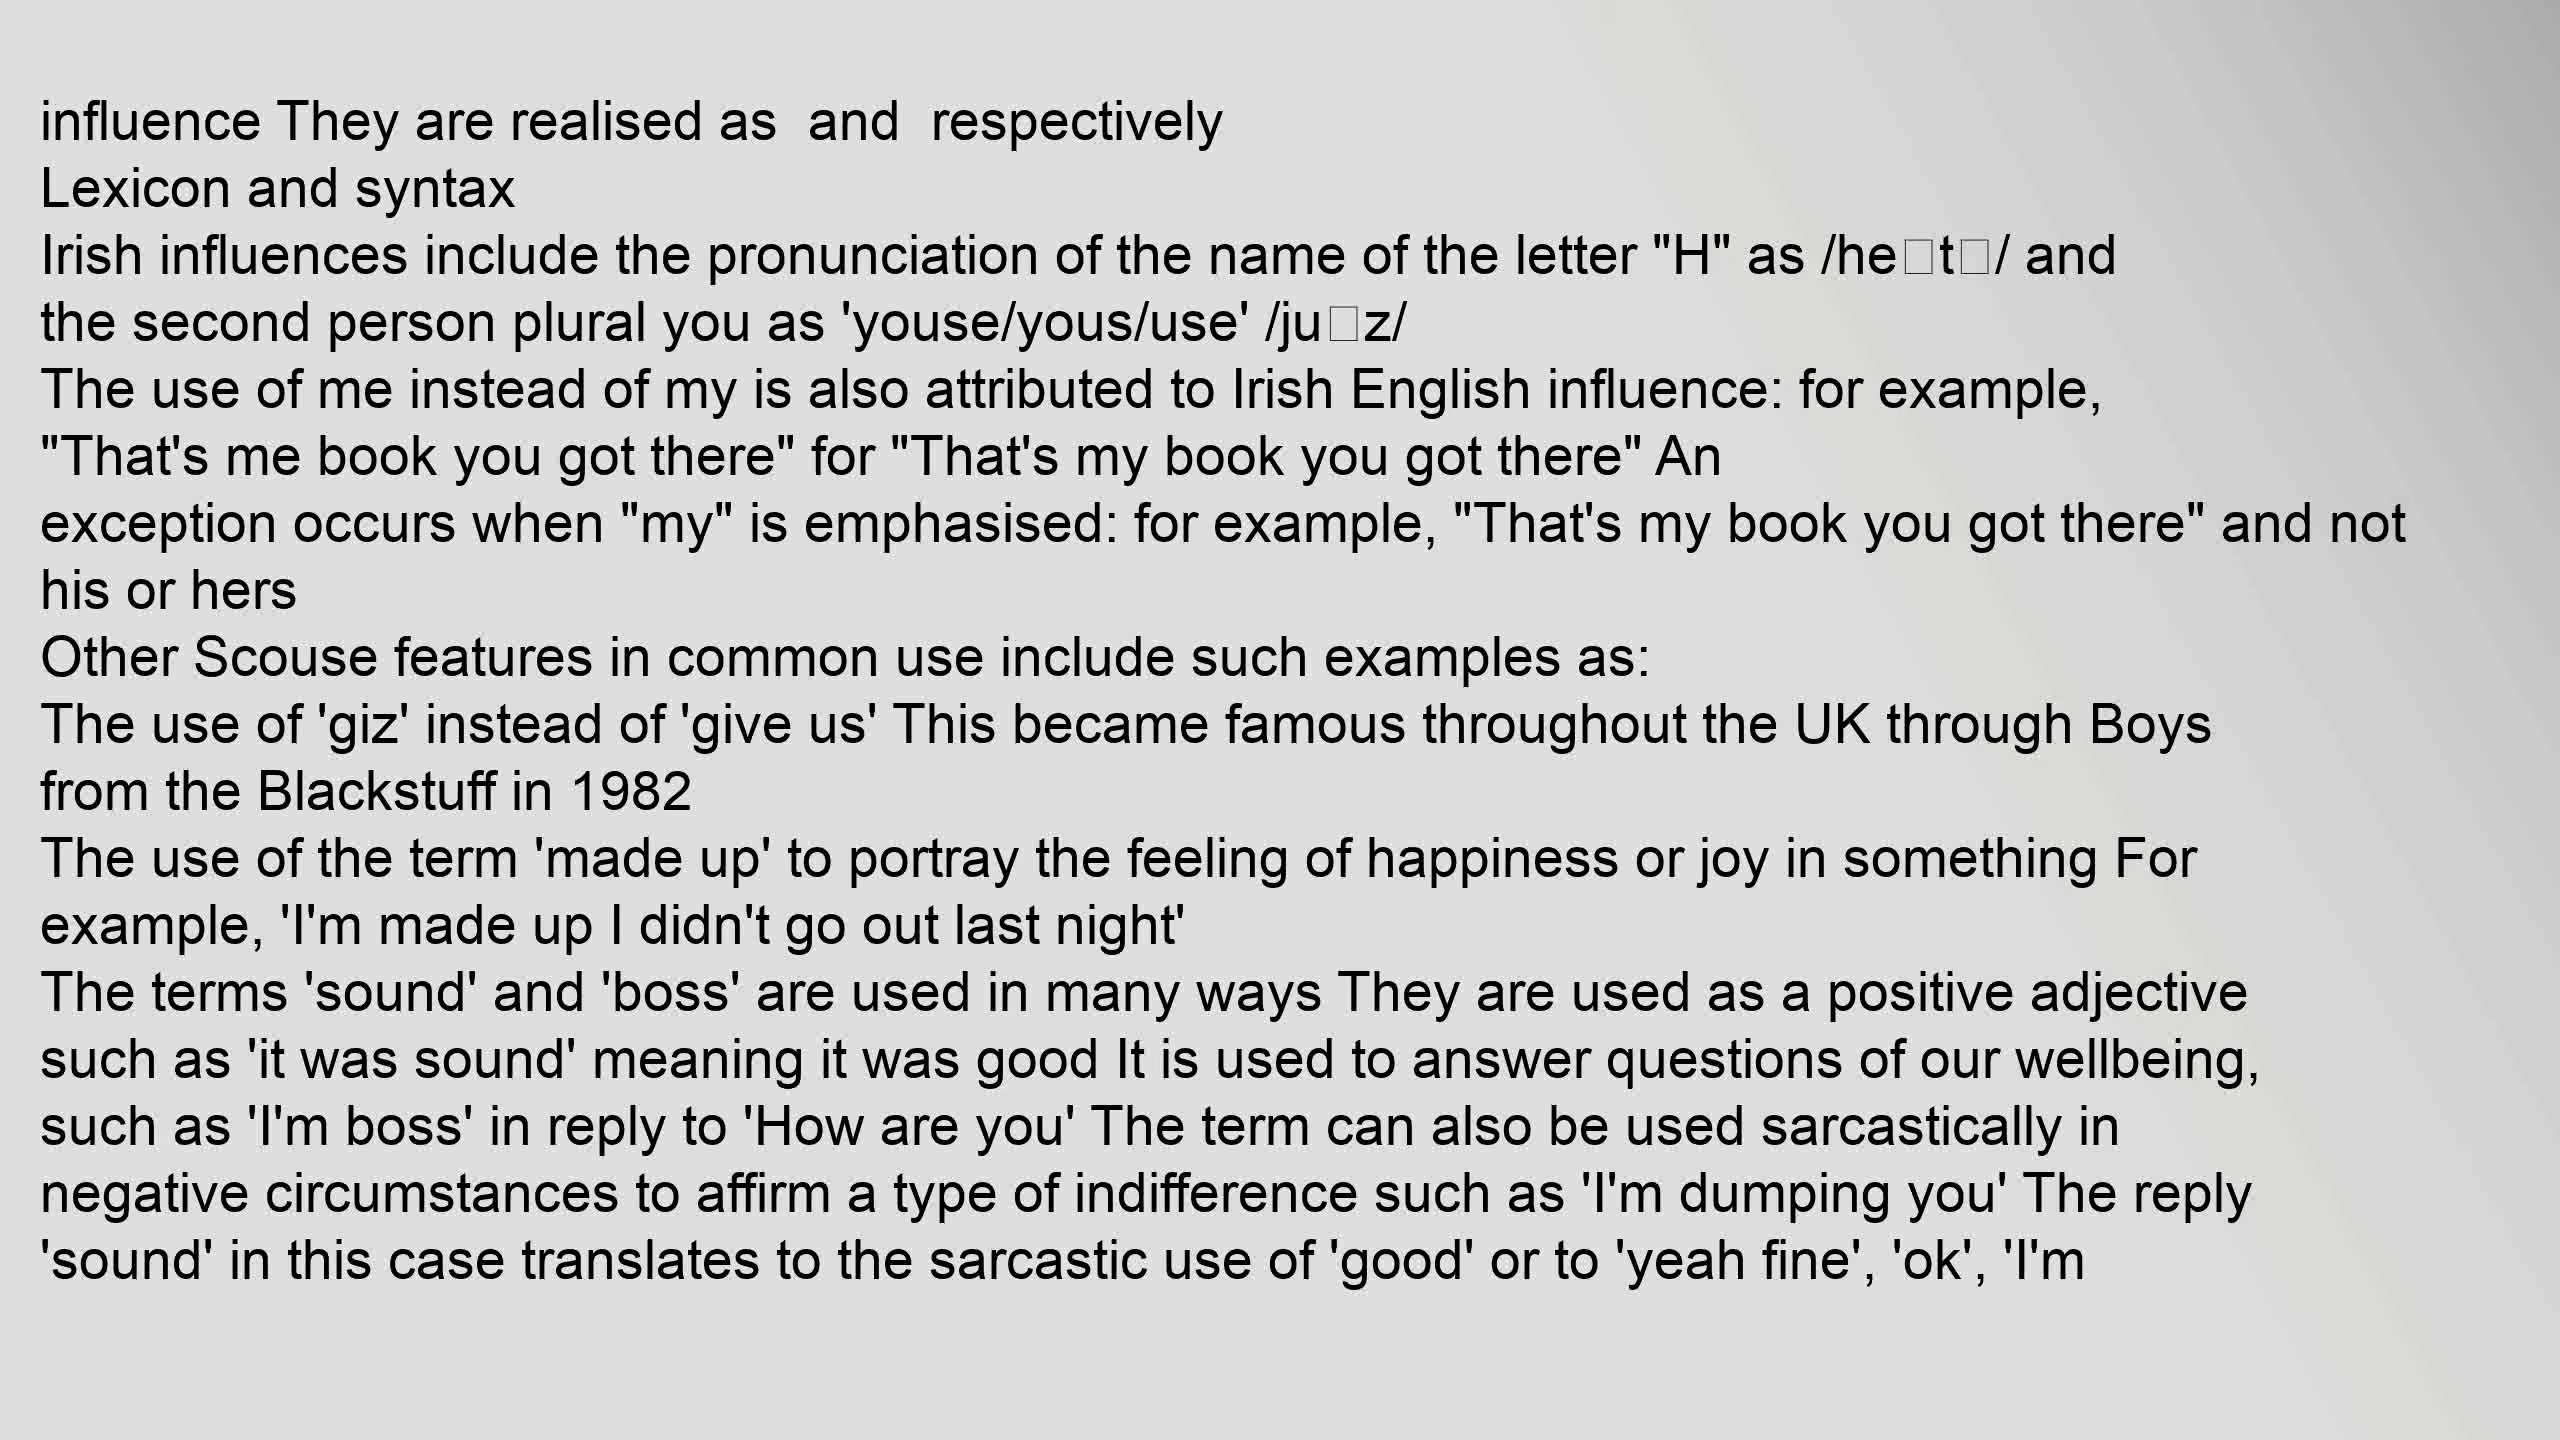 influence They are realised as  and  respectively
Lexicon and syntax
Irish influences include the pronunciation of the name of the letter "H" as /he□t□/ and
the second person plural you as 'youse/yous/use' /ju□z/
The use of me instead of my is also attributed to Irish English influence: for example,
"That's me book you got there" for "That's my book you got there" An
exception occurs when "my" is emphasised: for example, "That's my book you got there" and not
his or hers
Other Scouse features in common use include such examples as:
The use of 'giz' instead of 'give us' This became famous throughout the UK through Boys
from the Blackstuff in 1982
The use of the term 'made up' to portray the feeling of happiness or joy in something For
example, 'I'm made up I didn't go out last night'
The terms 'sound' and 'boss' are used in many ways They are used as a positive adjective
such as 'it was sound' meaning it was good It is used to answer questions of our wellbeing,
such as 'I'm boss' in reply to 'How are you' The term can also be used sarcastically in
negative circumstances to affirm a type of indifference such as 'I'm dumping you' The reply
'sound' in this case translates to the sarcastic use of 'good' or to 'yeah fine', 'ok', 'I'm